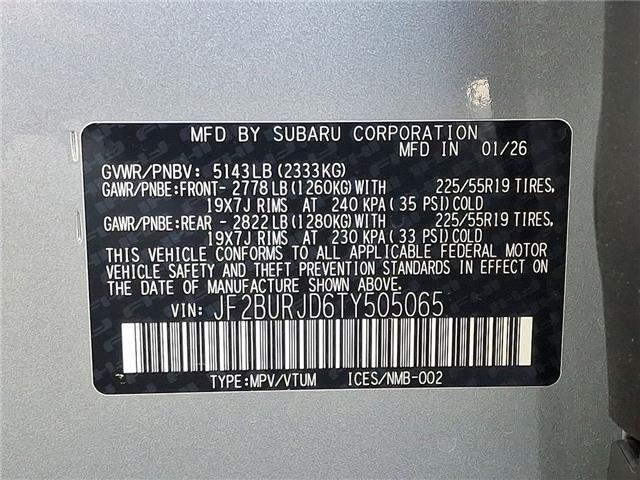 MFD BY SUBARU CORPORATION
MFD IN 01/26
GVWR/PNBV: 5143LB(2333KG)
GAWR/PNBE:FRONT-2778LB(1260KG)WITH 225/55R19 TIRES,
19X7J RIMS AT 240 KPA(35 PSI)COLD
GAWR/PNBE:REAR -2822LB(1280KG)WITH 225/55R19 TIRES,
19X7J RIMS AT 230 KPA(33 PSI)COLD
THIS VEHICLE CONFORMS TO ALL APPLICABLE FEDERAL MOTOR
VEHICLE SAFETY AND THEFT PREVENTION STANDARDS IN EFFECT ON
THE DATE OF MANUFACTURE SHOWN ABOVE.
VIN: JF2BURJD6TY505065
TYPE:MPV/VTUM ICES/NMB-002